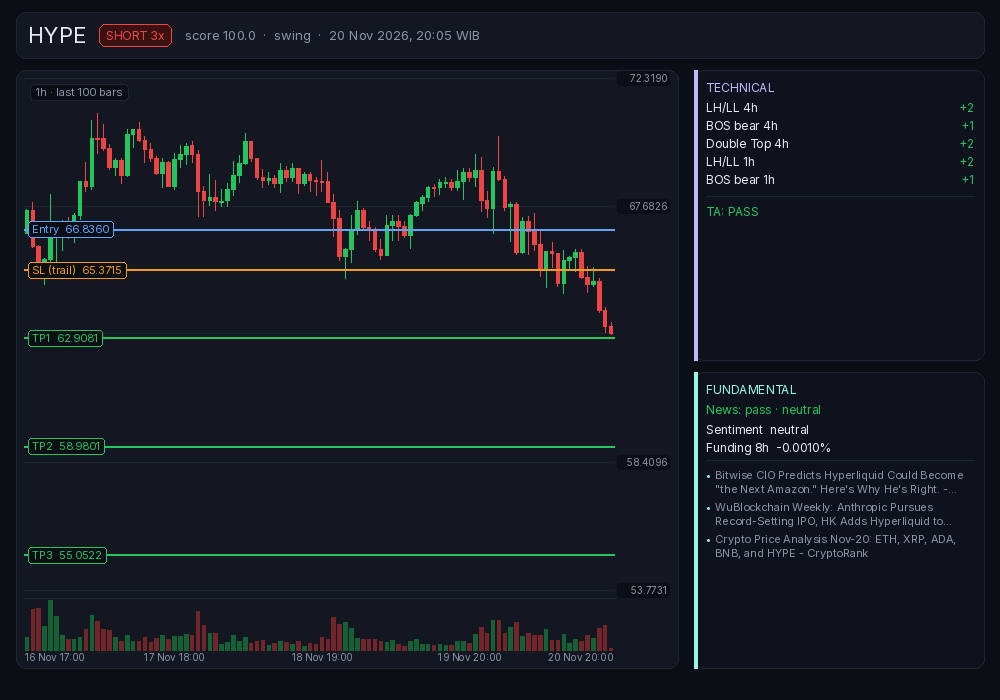 HYPE SHORT 3x score 100.0 · swing · 20 Nov 2026, 20:05 WIB
1h · last 100 bars
72.3190
67.6826
Entry 66.8360
SL (trail) 65.3715
TP1 62.9081
TP2 58.9801
58.4096
TP3 55.0522
53.7731
16 Nov 17:00 17 Nov 18:00 18 Nov 19:00 19 Nov 20:00 20 Nov 20:00
TECHNICAL
LH/LL 4h +2
BOS bear 4h +1
Double Top 4h +2
LH/LL 1h +2
BOS bear 1h +1
TA: PASS
FUNDAMENTAL
News: pass · neutral
Sentiment neutral
Funding 8h -0.0010%
• Bitwise CIO Predicts Hyperliquid Could Become
"the Next Amazon." Here's Why He's Right. -...
• WuBlockchain Weekly: Anthropic Pursues
Record-Setting IPO, HK Adds Hyperliquid to...
• Crypto Price Analysis Nov-20: ETH, XRP, ADA,
BNB, and HYPE - CryptoRank